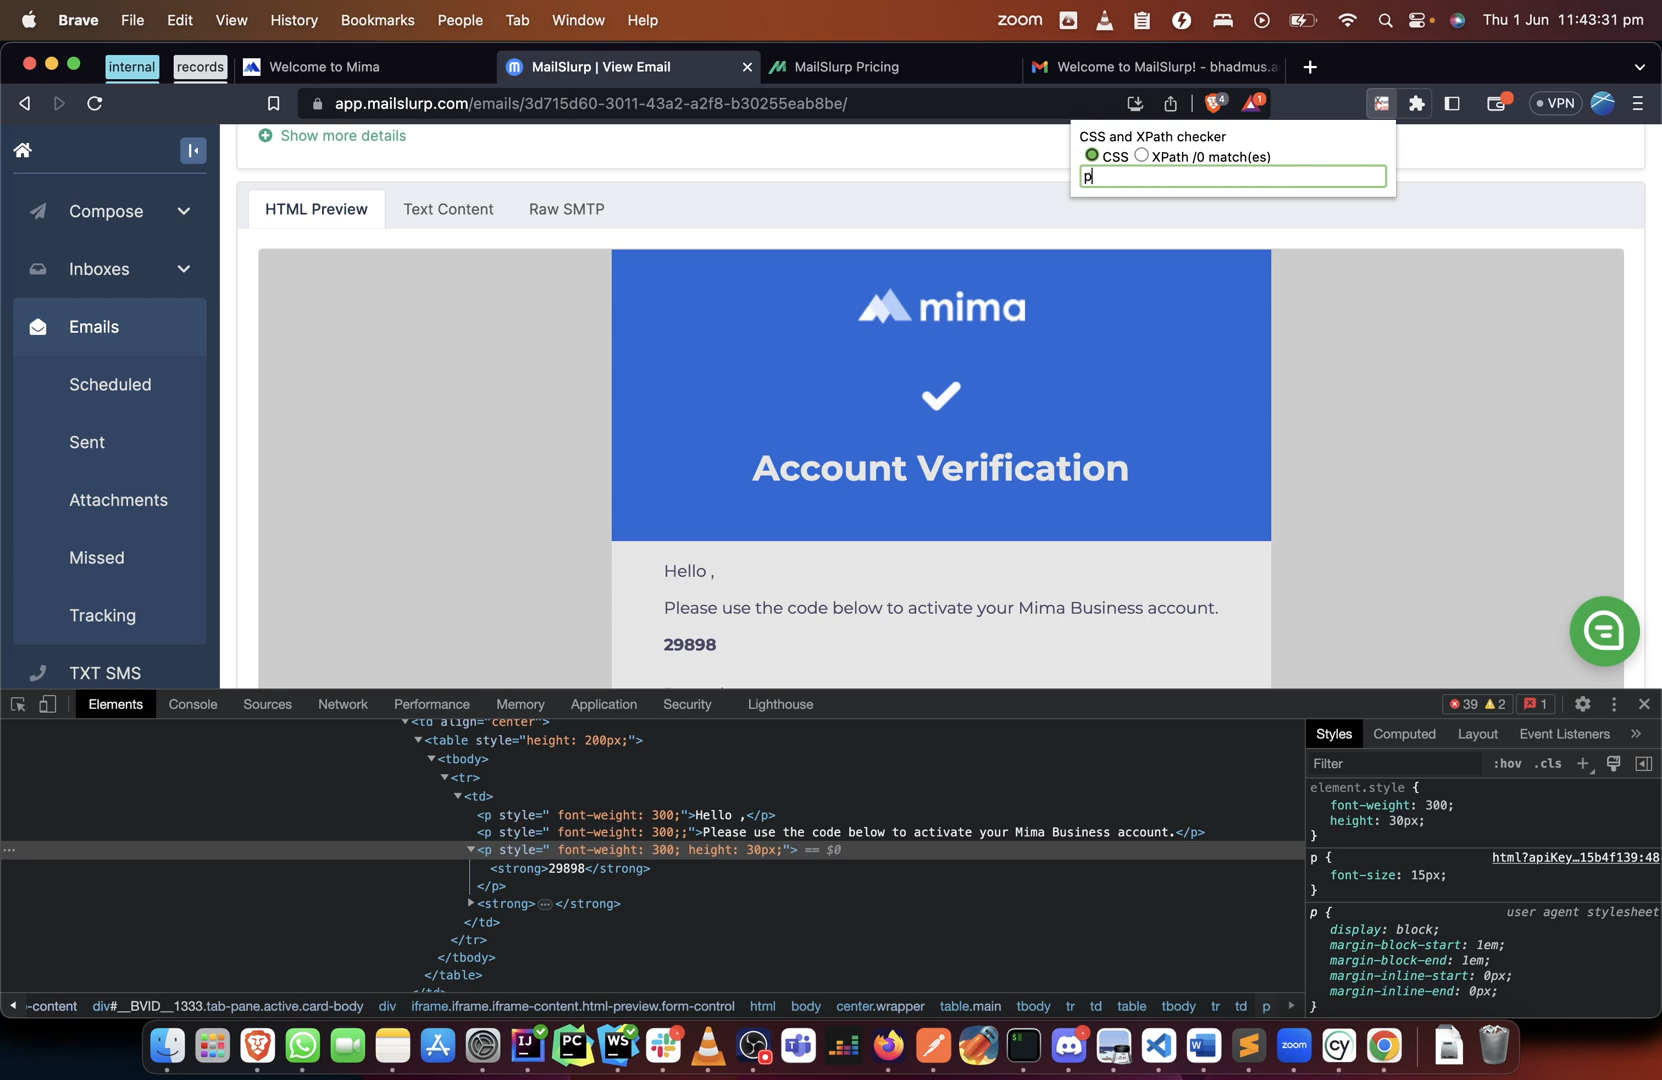 Brave File Edit View History Bookmarks People Tab Window Help zoom Thu 1 Jun 11:43:31 pm
internal records Welcome to Mima MailSlurp | View Email MailSlurp Pricing Welcome to MailSlurp! - bhadmus.a
app.mailslurp.com/emails/3d715d60-3011-43a2-a2f8-b30255eab8be/ 4 1 VPN
Show more details
CSS and XPath checker
CSS XPath /0 match(es)
p
Compose
Inboxes
Emails
Scheduled
Sent
Attachments
Missed
Tracking
TXT SMS
HTML Preview Text Content Raw SMTP
mima
Account Verification
Hello ,
Please use the code below to activate your Mima Business account.
29898
Elements Console Sources Network Performance Memory Application Security Lighthouse 39 2 1
<td align="center">
<table style="height: 200px;">
<tbody>
<tr>
<td>
<p style=" font-weight: 300;">Hello ,</p>
<p style=" font-weight: 300;;">Please use the code below to activate your Mima Business account.</p>
<p style=" font-weight: 300; height: 30px;"> == $0
<strong>29898</strong>
</p>
<strong>…</strong>
</td>
</tr>
</tbody>
</table>
-content div#__BVID__1333.tab-pane.active.card-body div iframe.iframe.iframe-content.html-preview.form-control html body center.wrapper table.main tbody tr td table tbody tr td p
Styles Computed Layout Event Listeners »
Filter :hov .cls +
element.style {
font-weight: 300;
height: 30px;
}
p { html?apiKey…15b4f139:48
font-size: 15px;
}
p { user agent stylesheet
display: block;
margin-block-start: 1em;
margin-block-end: 1em;
margin-inline-start: 0px;
margin-inline-end: 0px;
}
IJ PC WS W zoom cy